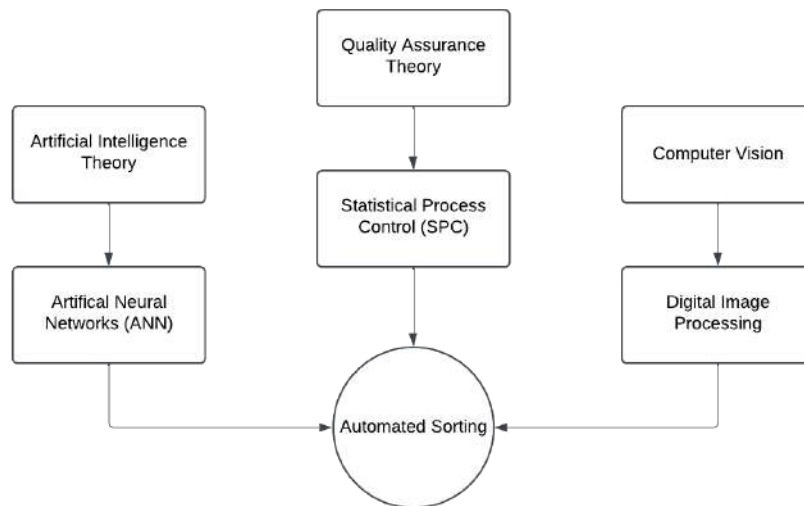 Quality Assurance
Theory
Artificial Intelligence
Theory
Computer Vision
Statistical Process
Control (SPC)
Artifical Neural
Networks (ANN)
Digital Image
Processing
Automated Sorting